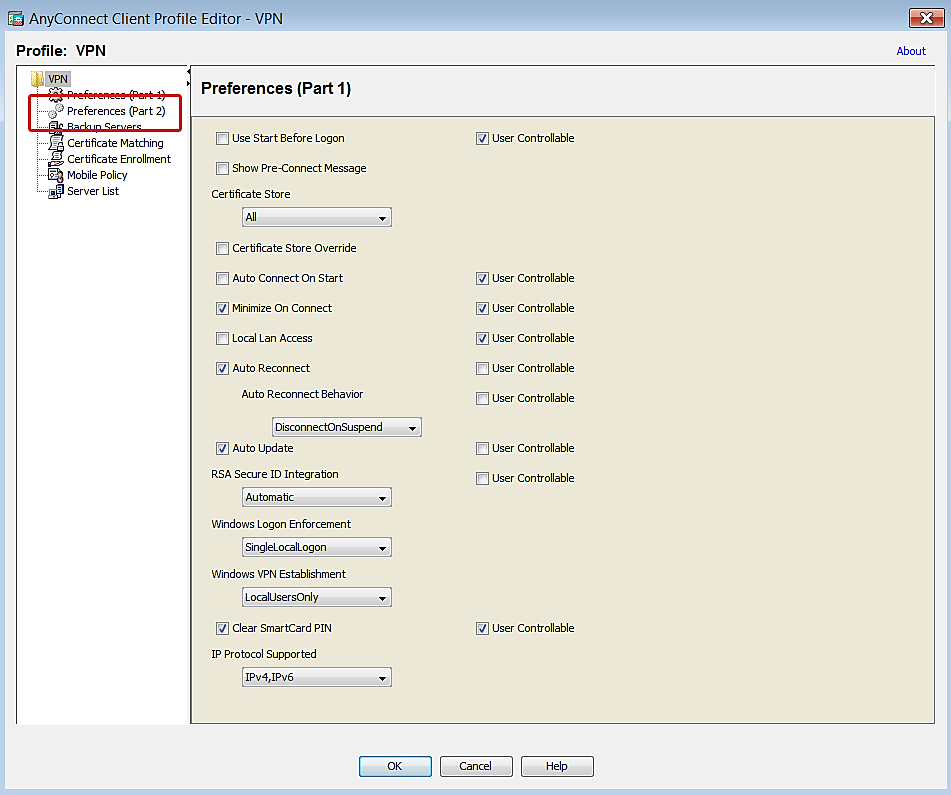 AnyConnect Client Profile Editor - VPN
Profile: VPN
About
VPN
Preferences (Part 1)
Preferences (Part 2)
Backup Servers
Certificate Matching
Certificate Enrollment
Mobile Policy
Server List
Preferences (Part 1)
Use Start Before Logon
User Controllable
Show Pre-Connect Message
Certificate Store
All
Certificate Store Override
Auto Connect On Start
User Controllable
Minimize On Connect
User Controllable
Local Lan Access
User Controllable
Auto Reconnect
User Controllable
Auto Reconnect Behavior
User Controllable
DisconnectOnSuspend
Auto Update
User Controllable
RSA Secure ID Integration
User Controllable
Automatic
Windows Logon Enforcement
SingleLocalLogon
Windows VPN Establishment
LocalUsersOnly
Clear SmartCard PIN
User Controllable
IP Protocol Supported
IPv4,IPv6
OK
Cancel
Help